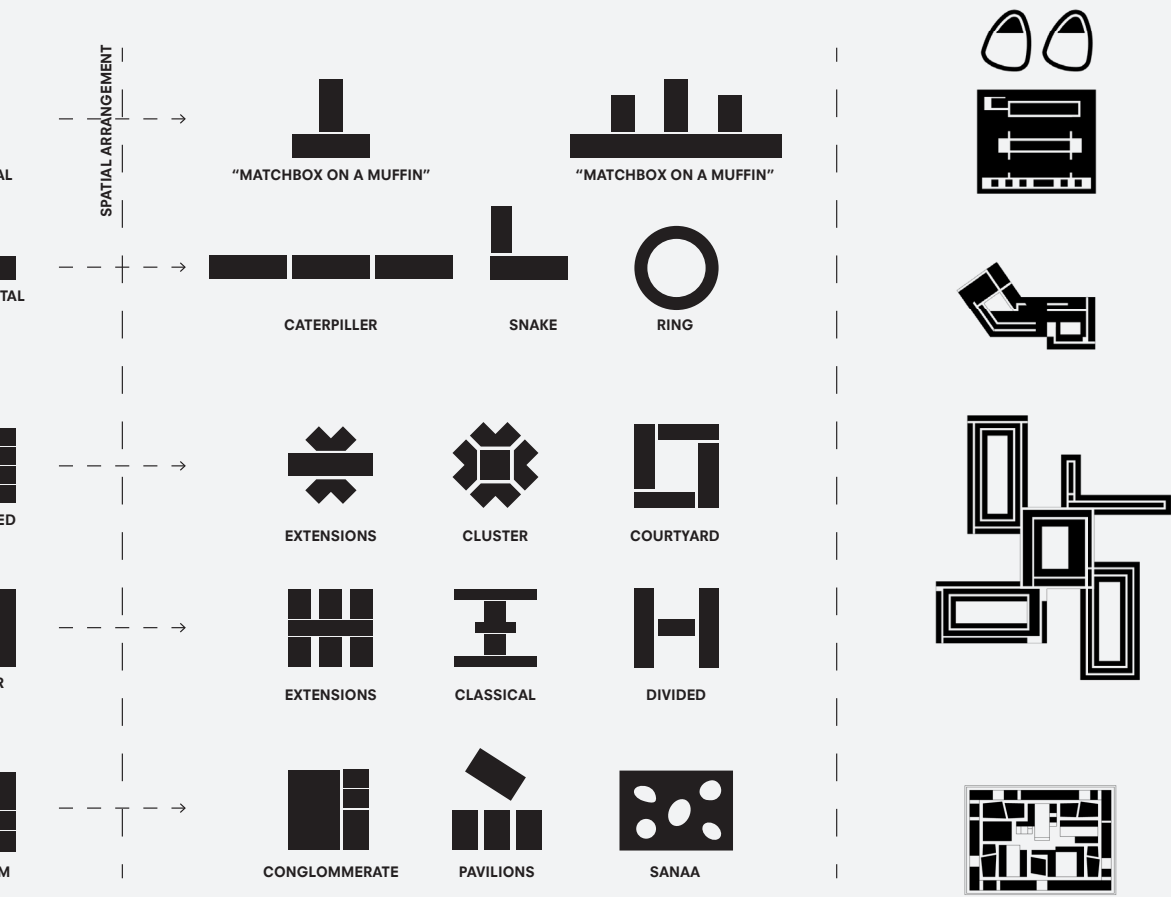 SPATIAL ARRANGEMENT
AL
“MATCHBOX ON A MUFFIN”
“MATCHBOX ON A MUFFIN”
TAL
CATERPILLER
SNAKE
RING
ED
EXTENSIONS
CLUSTER
COURTYARD
R
EXTENSIONS
CLASSICAL
DIVIDED
M
CONGLOMMERATE
PAVILIONS
SANAA